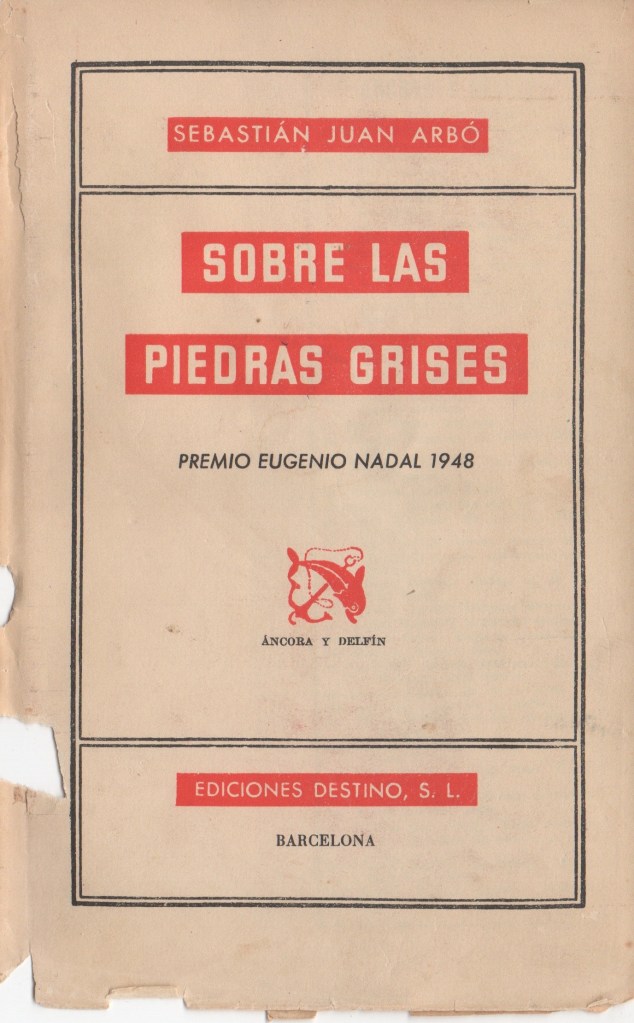 SEBASTIÁN JUAN ARBÓ
SOBRE LAS
PIEDRAS GRISES
PREMIO EUGENIO NADAL 1948
ÁNCORA Y DELFÍN
EDICIONES DESTINO, S. L.
BARCELONA